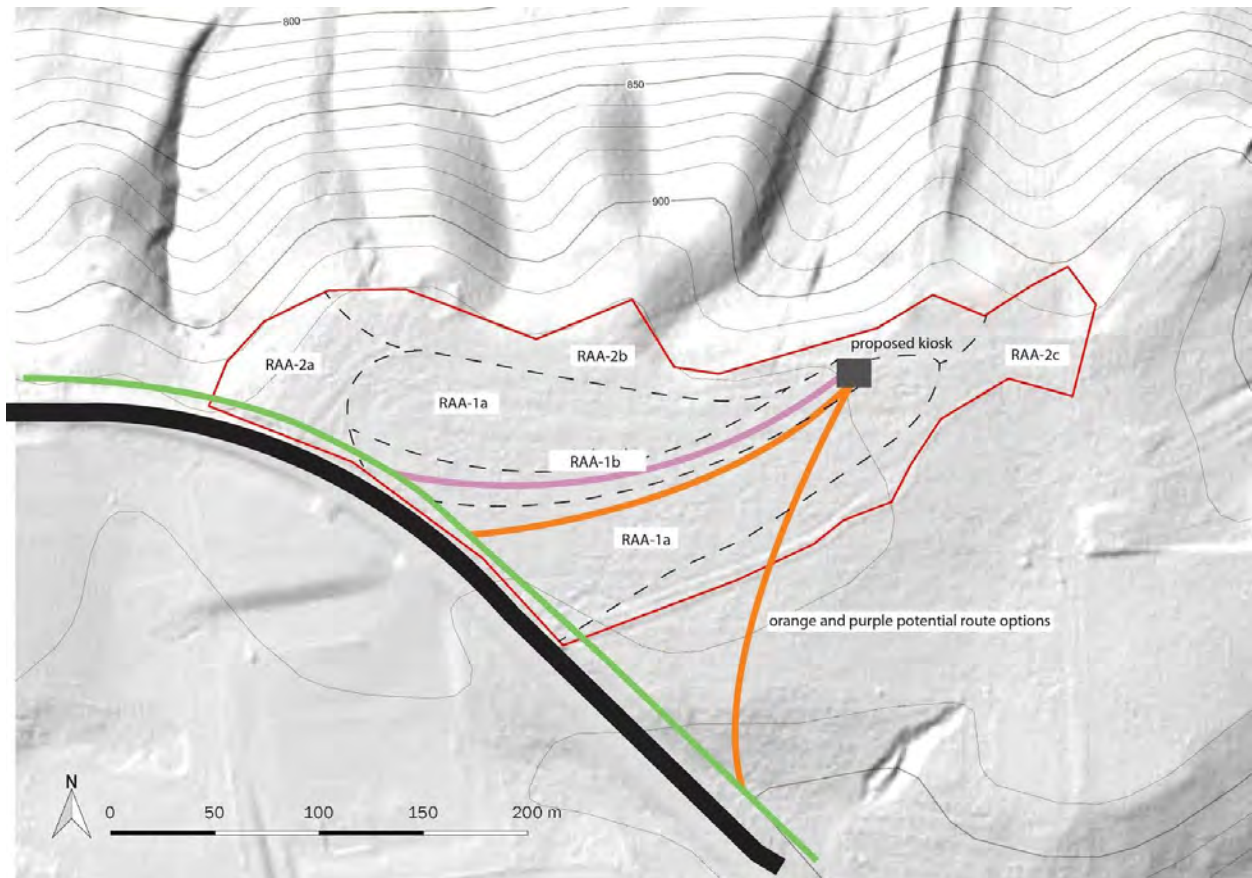 800
850
900
proposed kiosk
RAA-2b
RAA-2c
RAA-2a
RAA-1a
RAA-1b
RAA-1a
orange and purple potential route options
N
0 50 100 150 200 m